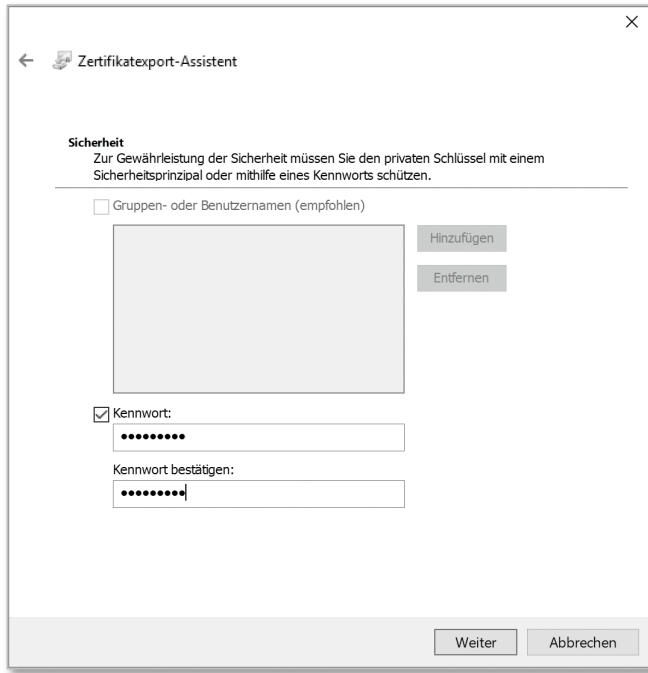 Zertifikatexport-Assistent
Sicherheit
Zur Gewährleistung der Sicherheit müssen Sie den privaten Schlüssel mit einem
Sicherheitsprinzipal oder mithilfe eines Kennworts schützen.
Gruppen- oder Benutzernamen (empfohlen)
Hinzufügen
Entfernen
Kennwort:
●●●●●●●●●
Kennwort bestätigen:
●●●●●●●●●
Weiter Abbrechen